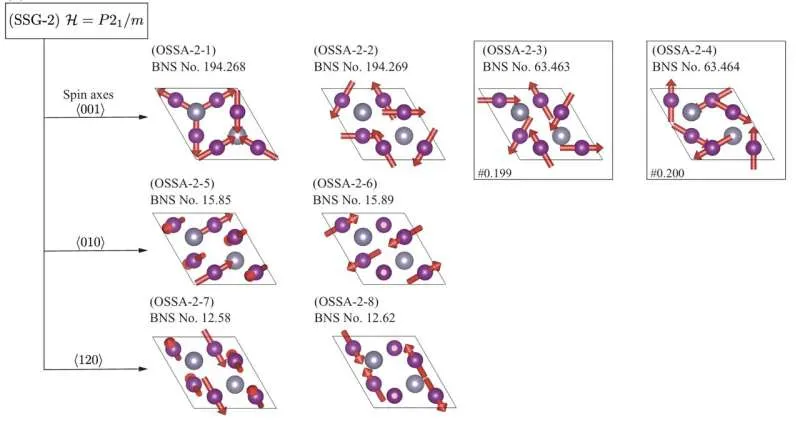 (SSG-2) ℋ = P2₁/m
(OSSA-2-1)
BNS No. 194.268
(OSSA-2-2)
BNS No. 194.269
(OSSA-2-3)
BNS No. 63.463
(OSSA-2-4)
BNS No. 63.464
Spin axes
⟨001⟩
#0.199
#0.200
(OSSA-2-5)
BNS No. 15.85
(OSSA-2-6)
BNS No. 15.89
⟨010⟩
(OSSA-2-7)
BNS No. 12.58
(OSSA-2-8)
BNS No. 12.62
⟨120⟩